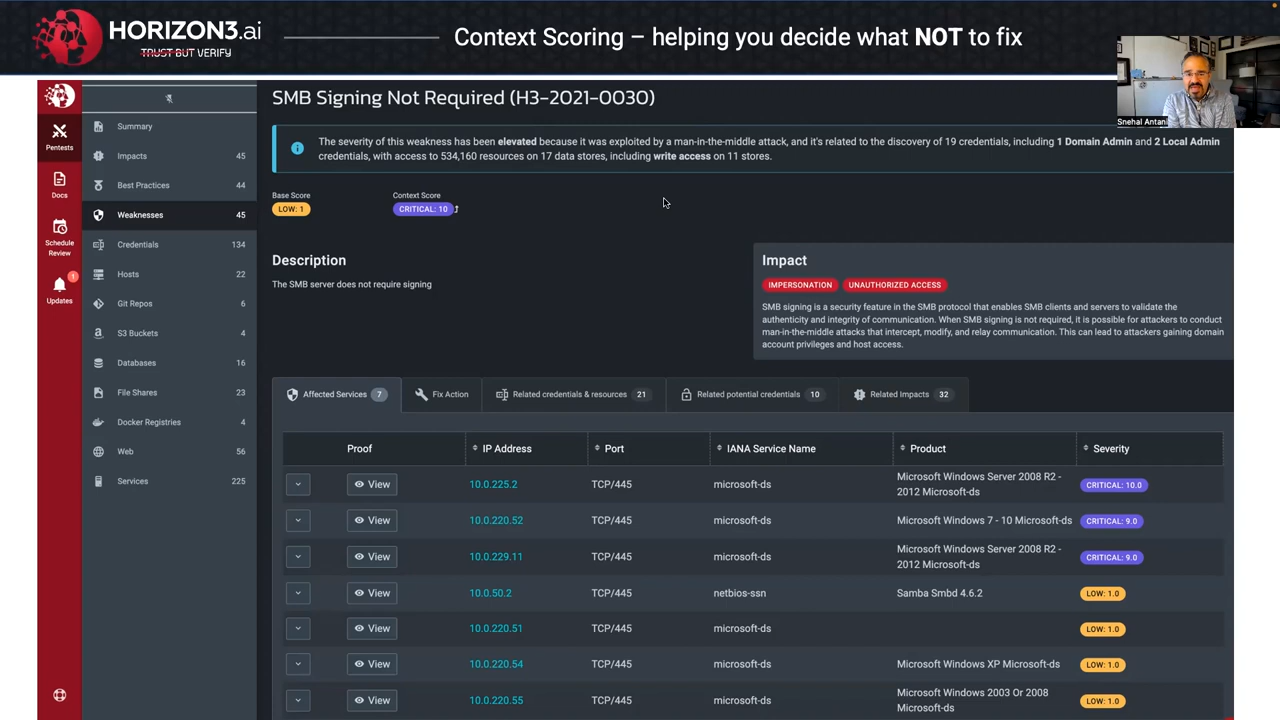 HORIZON3.ai
TRUST BUT VERIFY
Context Scoring – helping you decide what NOT to fix
Snehal Antani
Pentests
Docs
Schedule
Review
1
Updates
Summary
Impacts 45
Best Practices 44
Weaknesses 45
Credentials 134
Hosts 22
Git Repos 6
S3 Buckets 4
Databases 16
File Shares 23
Docker Registries 4
Web 56
Services 225
SMB Signing Not Required (H3-2021-0030)
The severity of this weakness has been elevated because it was exploited by a man-in-the-middle attack, and it's related to the discovery of 19 credentials, including 1 Domain Admin and 2 Local Admin
credentials, with access to 534,160 resources on 17 data stores, including write access on 11 stores.
Base Score Context Score
LOW: 1 CRITICAL: 10
Description
The SMB server does not require signing
Impact
IMPERSONATION UNAUTHORIZED ACCESS
SMB signing is a security feature in the SMB protocol that enables SMB clients and servers to validate the
authenticity and integrity of communication. When SMB signing is not required, it is possible for attackers to conduct
man-in-the-middle attacks that intercept, modify, and relay communication. This can lead to attackers gaining domain
account privileges and host access.
Affected Services 7 Fix Action Related credentials & resources 21 Related potential credentials 10 Related Impacts 32
Proof IP Address Port IANA Service Name Product Severity
View 10.0.225.2 TCP/445 microsoft-ds Microsoft Windows Server 2008 R2 -
2012 Microsoft-ds CRITICAL: 10.0
View 10.0.220.52 TCP/445 microsoft-ds Microsoft Windows 7 - 10 Microsoft-ds CRITICAL: 9.0
View 10.0.229.11 TCP/445 microsoft-ds Microsoft Windows Server 2008 R2 -
2012 Microsoft-ds CRITICAL: 9.0
View 10.0.50.2 TCP/445 netbios-ssn Samba Smbd 4.6.2 LOW: 1.0
View 10.0.220.51 TCP/445 microsoft-ds LOW: 1.0
View 10.0.220.54 TCP/445 microsoft-ds Microsoft Windows XP Microsoft-ds LOW: 1.0
View 10.0.220.55 TCP/445 microsoft-ds Microsoft Windows 2003 Or 2008
Microsoft-ds LOW: 1.0